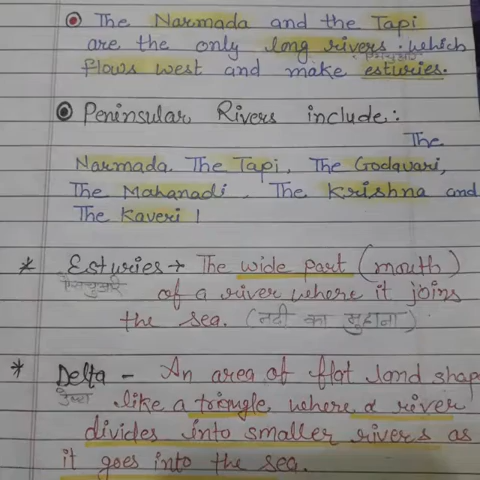 The Narmada and the Tapi
are the only long rivers which
एस्चुअरी
flows west and make esturies.
Peninsular Rivers include:
The
Narmada. The Tapi, The Godavari,
The Mahanadi, The Krishna and
The Kaveri।
* Esturies → The wide part (mouth)
of a river where it joins
the sea. (नदी का मुहाना)
* Delta - An area of flat land shap
डेल्टा like a triangle where a river
divides into smaller rivers as
it goes into the sea.